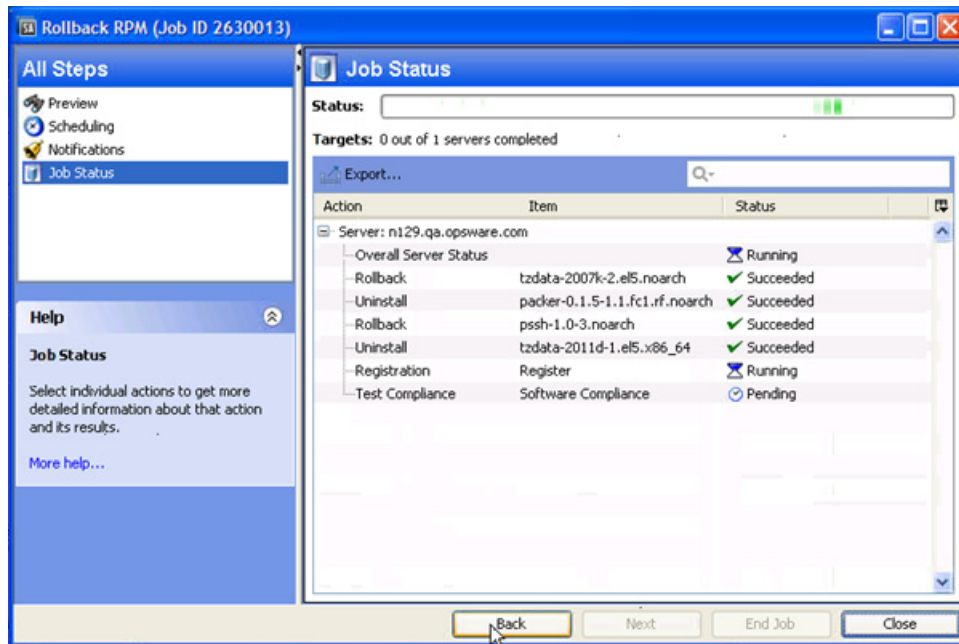 SA Rollback RPM (Job ID 2630013)
All Steps
Preview
Scheduling
Notifications
Job Status
Help
Job Status
Select individual actions to get more
detailed information about that action
and its results.
More help...
Job Status
Status:
Targets: 0 out of 1 servers completed
Export...
Action Item Status
Server: n129.qa.opsware.com
Overall Server Status Running
Rollback tzdata-2007k-2.el5.noarch Succeeded
Uninstall packer-0.1.5-1.1.fc1.rf.noarch Succeeded
Rollback pssh-1.0-3.noarch Succeeded
Uninstall tzdata-2011d-1.el5.x86_64 Succeeded
Registration Register Running
Test Compliance Software Compliance Pending
Back Next End Job Close